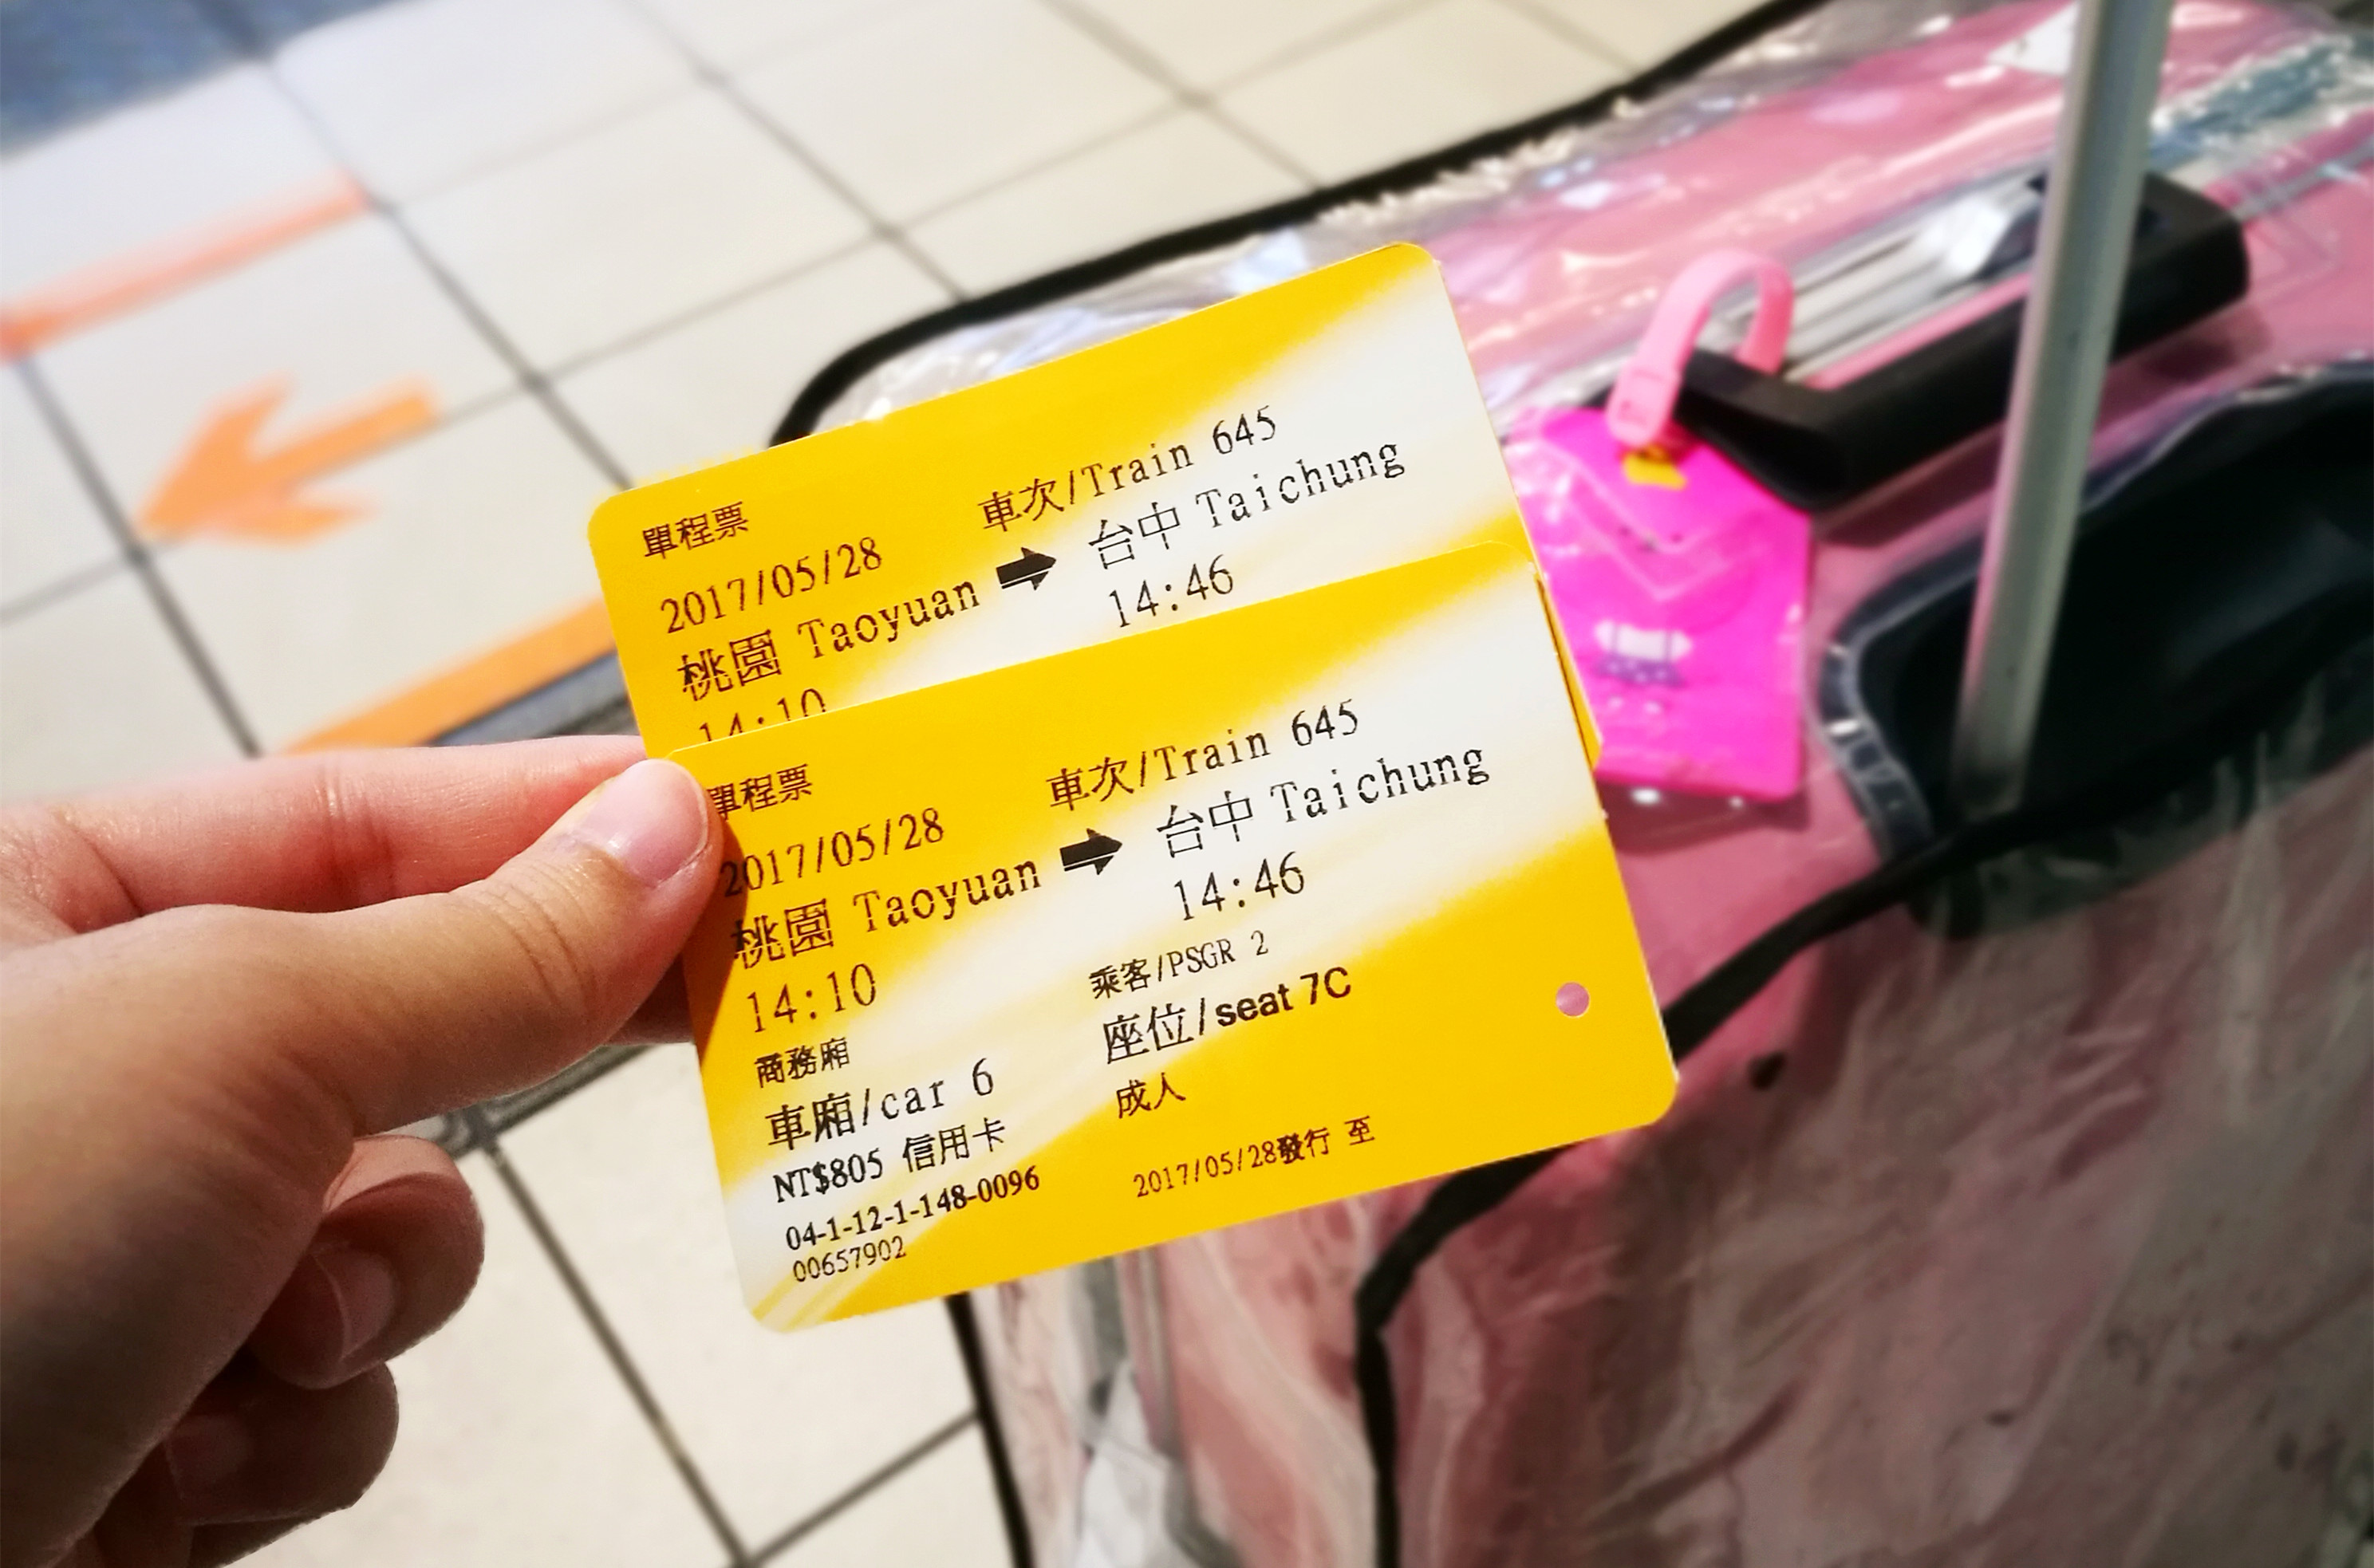 單程票
車次/Train 645
2017/05/28
桃園 Taoyuan ➡ 台中 Taichung
14:10 14:46
單程票
車次/Train 645
2017/05/28
桃園 Taoyuan ➡ 台中 Taichung
14:10 14:46
商務廂 乘客/PSGR 2
車廂/car 6 座位/seat 7C
NT$805 信用卡 成人
04-1-12-1-148-0096 2017/05/28發行 至
00657902